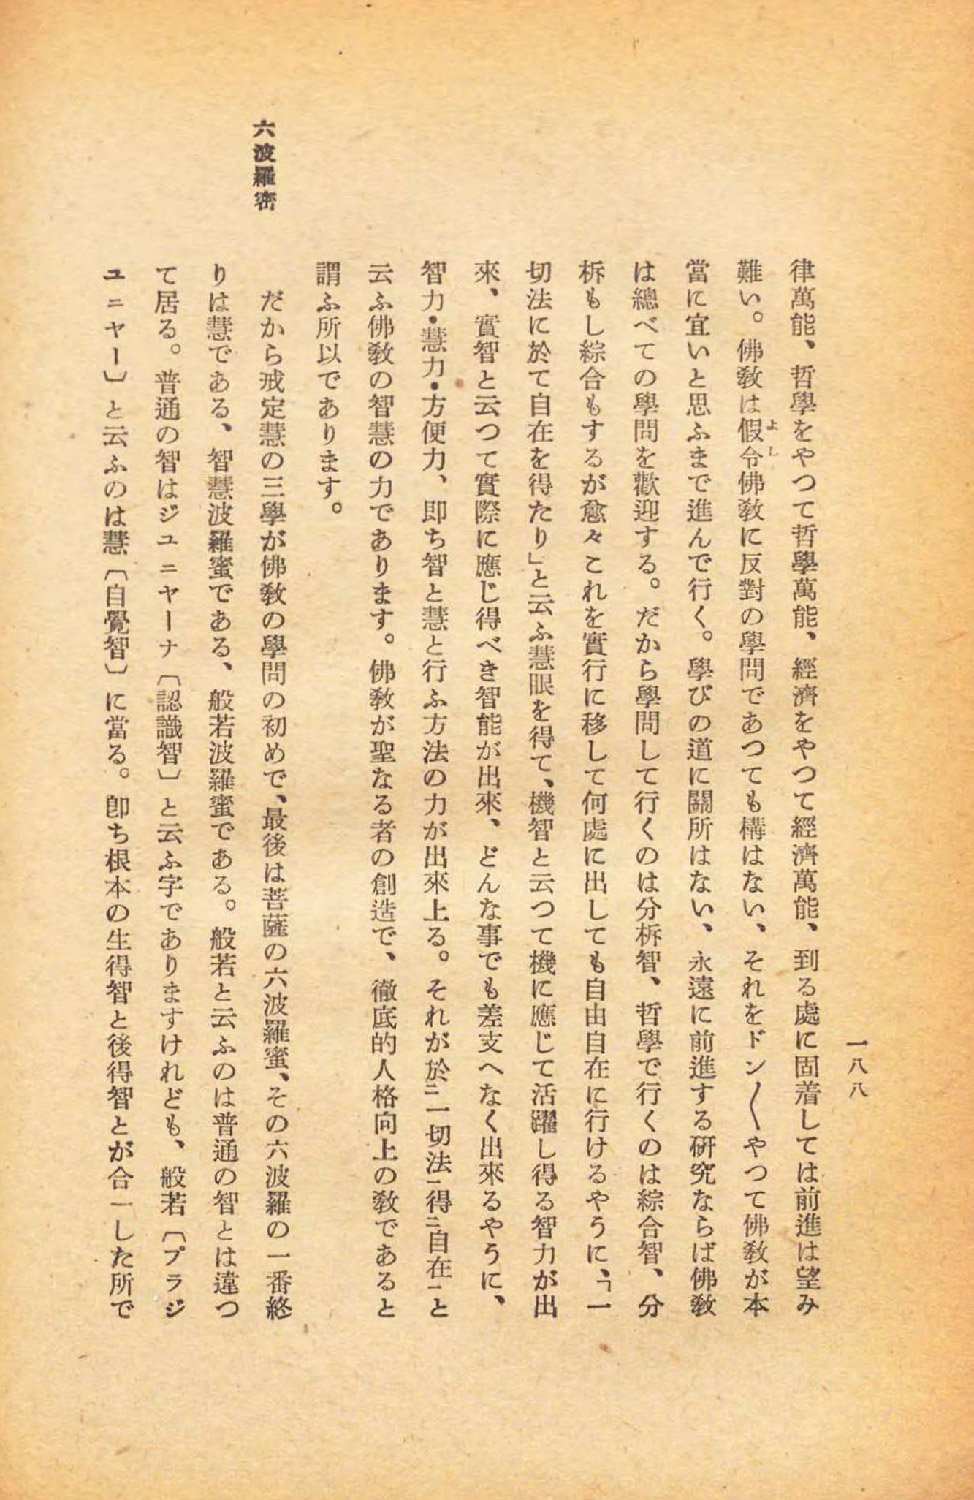 一八八
律萬能、哲學をやつて哲學萬能、經濟をやつて經濟萬能、到る處に固着しては前進は望み
難い。佛敎は假令佛敎に反對の學問であつても構はない、それをドン〱やつて佛敎が本
よし
當に宜いと思ふまで進んで行く。學びの道に關所はない、永遠に前進する硏究ならば佛敎
は總べての學問を歡迎する。だから學問して行くのは分柝智、哲學で行くのは綜合智、分
柝もし綜合もするが愈々これを實行に移して何處に出しても自由自在に行けるやうに、「一
切法に於て自在を得たり」と云ふ慧眼を得て、機智と云つて機に應じて活躍し得る智力が出
來、實智と云つて實際に應じ得べき智能が出來、どんな事でも差支へなく出來るやうに、
智力・慧力・方便力、卽ち智と慧と行ふ方法の力が出來上る。それが於㆓一切法㆒得㆓自在㆒と
云ふ佛敎の智慧の力であります。佛敎が聖なる者の創造で、徹底的人格向上の敎であると
謂ふ所以であります。
六波羅密
だから戒定慧の三學が佛敎の學問の初めで、最後は菩薩の六波羅蜜、その六波羅の一番終
りは慧である、智慧波羅蜜である、般若波羅蜜である。般若と云ふのは普通の智とは違つ
て居る。普通の智はジュニヤーナ〔認識智〕と云ふ字でありますけれども、般若〔プラジ
ュニヤー〕と云ふのは慧〔自覺智〕に當る。卽ち根本の生得智と後得智とが合一した所で